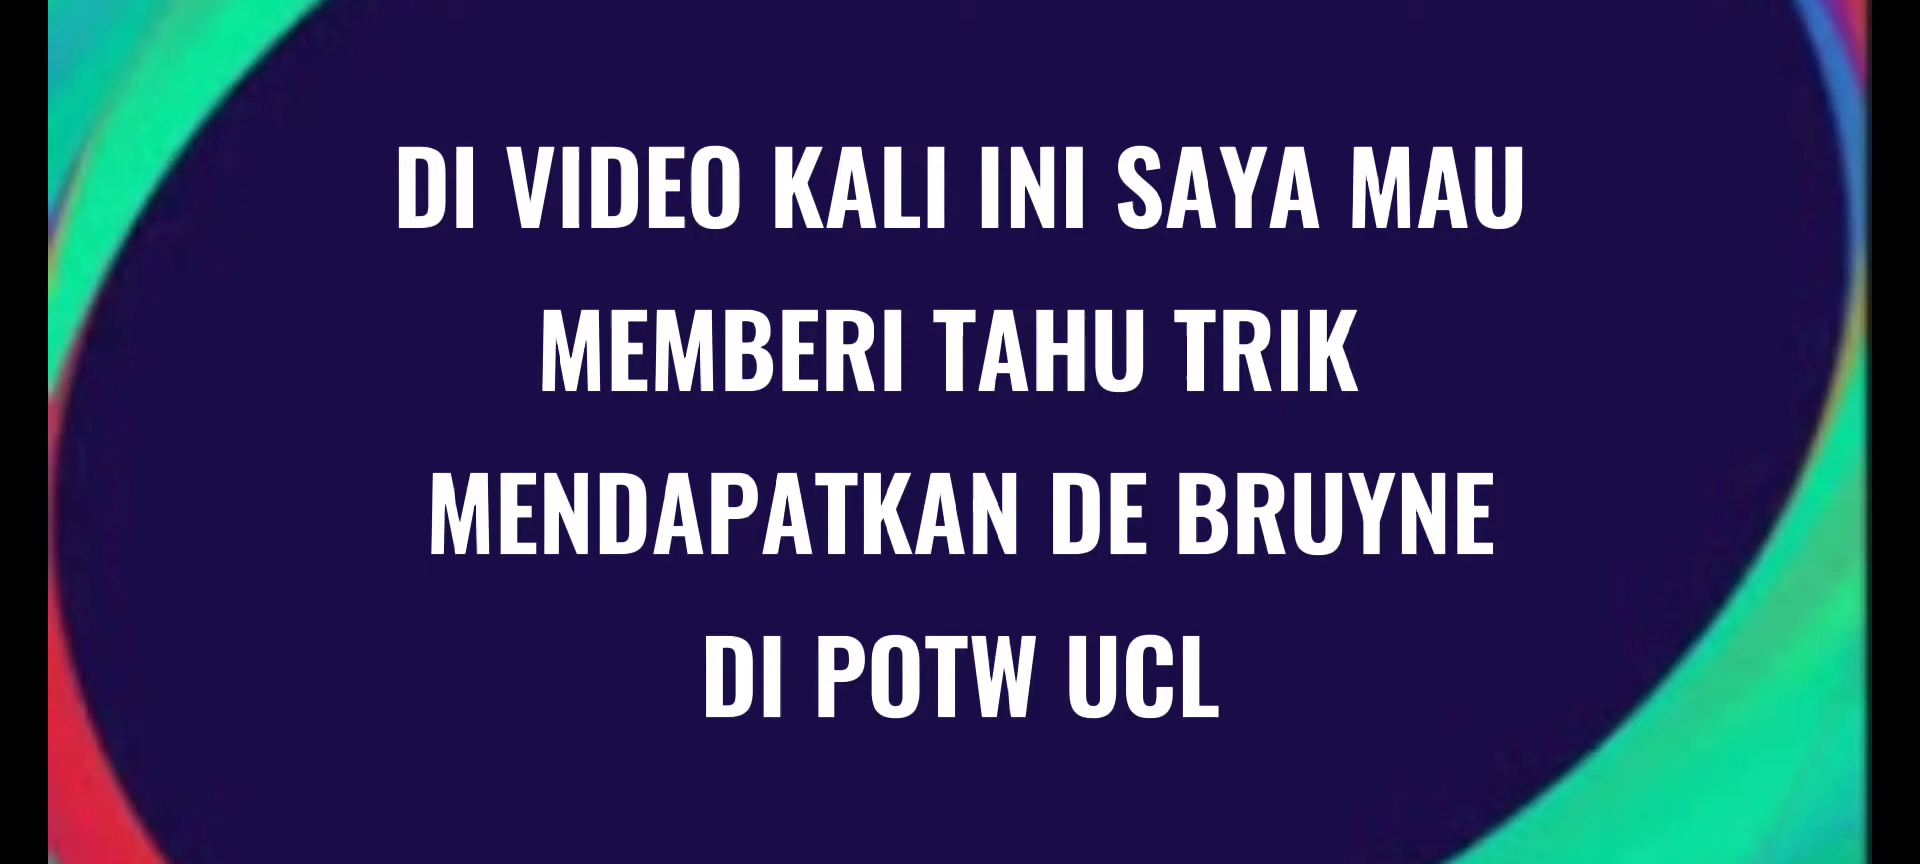 DI VIDEO KALI INI SAYA MAU
MEMBERI TAHU TRIK
MENDAPATKAN DE BRUYNE
DI POTW UCL